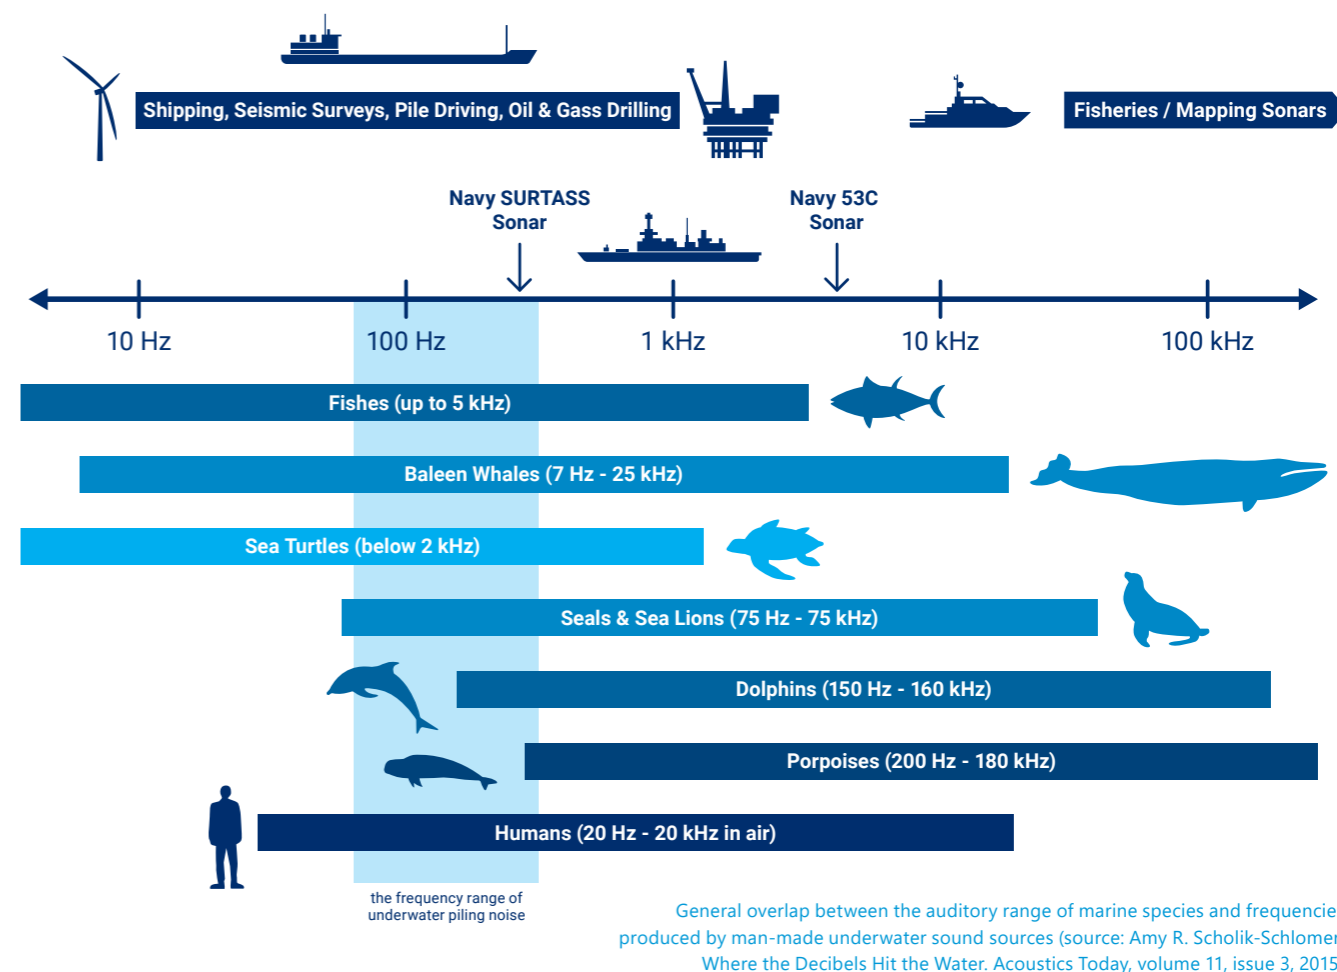 Shipping, Seismic Surveys, Pile Driving, Oil & Gass Drilling
Fisheries / Mapping Sonars
Navy SURTASS
Sonar
Navy 53C
Sonar
10 Hz
100 Hz
1 kHz
10 kHz
100 kHz
Fishes (up to 5 kHz)
Baleen Whales (7 Hz - 25 kHz)
Sea Turtles (below 2 kHz)
Seals & Sea Lions (75 Hz - 75 kHz)
Dolphins (150 Hz - 160 kHz)
Porpoises (200 Hz - 180 kHz)
Humans (20 Hz - 20 kHz in air)
the frequency range of
underwater piling noise
General overlap between the auditory range of marine species and frequencie
produced by man-made underwater sound sources (source: Amy R. Scholik-Schlomer
Where the Decibels Hit the Water. Acoustics Today, volume 11, issue 3, 2015